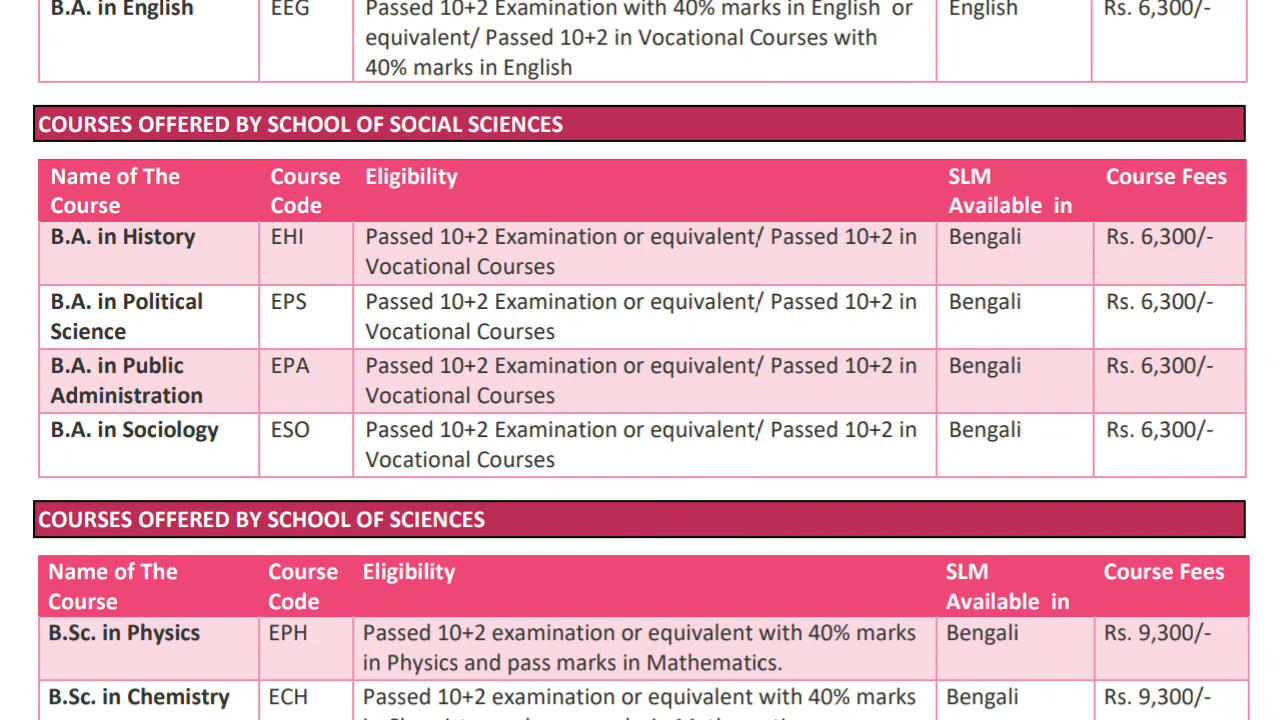 B.A. in English EEG Passed 10+2 Examination with 40% marks in English or English Rs. 6,300/-
equivalent/ Passed 10+2 in Vocational Courses with
40% marks in English
COURSES OFFERED BY SCHOOL OF SOCIAL SCIENCES
Name of The Course Eligibility SLM Course Fees
Course Code Available in
B.A. in History EHI Passed 10+2 Examination or equivalent/ Passed 10+2 in Bengali Rs. 6,300/-
Vocational Courses
B.A. in Political EPS Passed 10+2 Examination or equivalent/ Passed 10+2 in Bengali Rs. 6,300/-
Science Vocational Courses
B.A. in Public EPA Passed 10+2 Examination or equivalent/ Passed 10+2 in Bengali Rs. 6,300/-
Administration Vocational Courses
B.A. in Sociology ESO Passed 10+2 Examination or equivalent/ Passed 10+2 in Bengali Rs. 6,300/-
Vocational Courses
COURSES OFFERED BY SCHOOL OF SCIENCES
Name of The Course Eligibility SLM Course Fees
Course Code Available in
B.Sc. in Physics EPH Passed 10+2 examination or equivalent with 40% marks Bengali Rs. 9,300/-
in Physics and pass marks in Mathematics.
B.Sc. in Chemistry ECH Passed 10+2 examination or equivalent with 40% marks Bengali Rs. 9,300/-